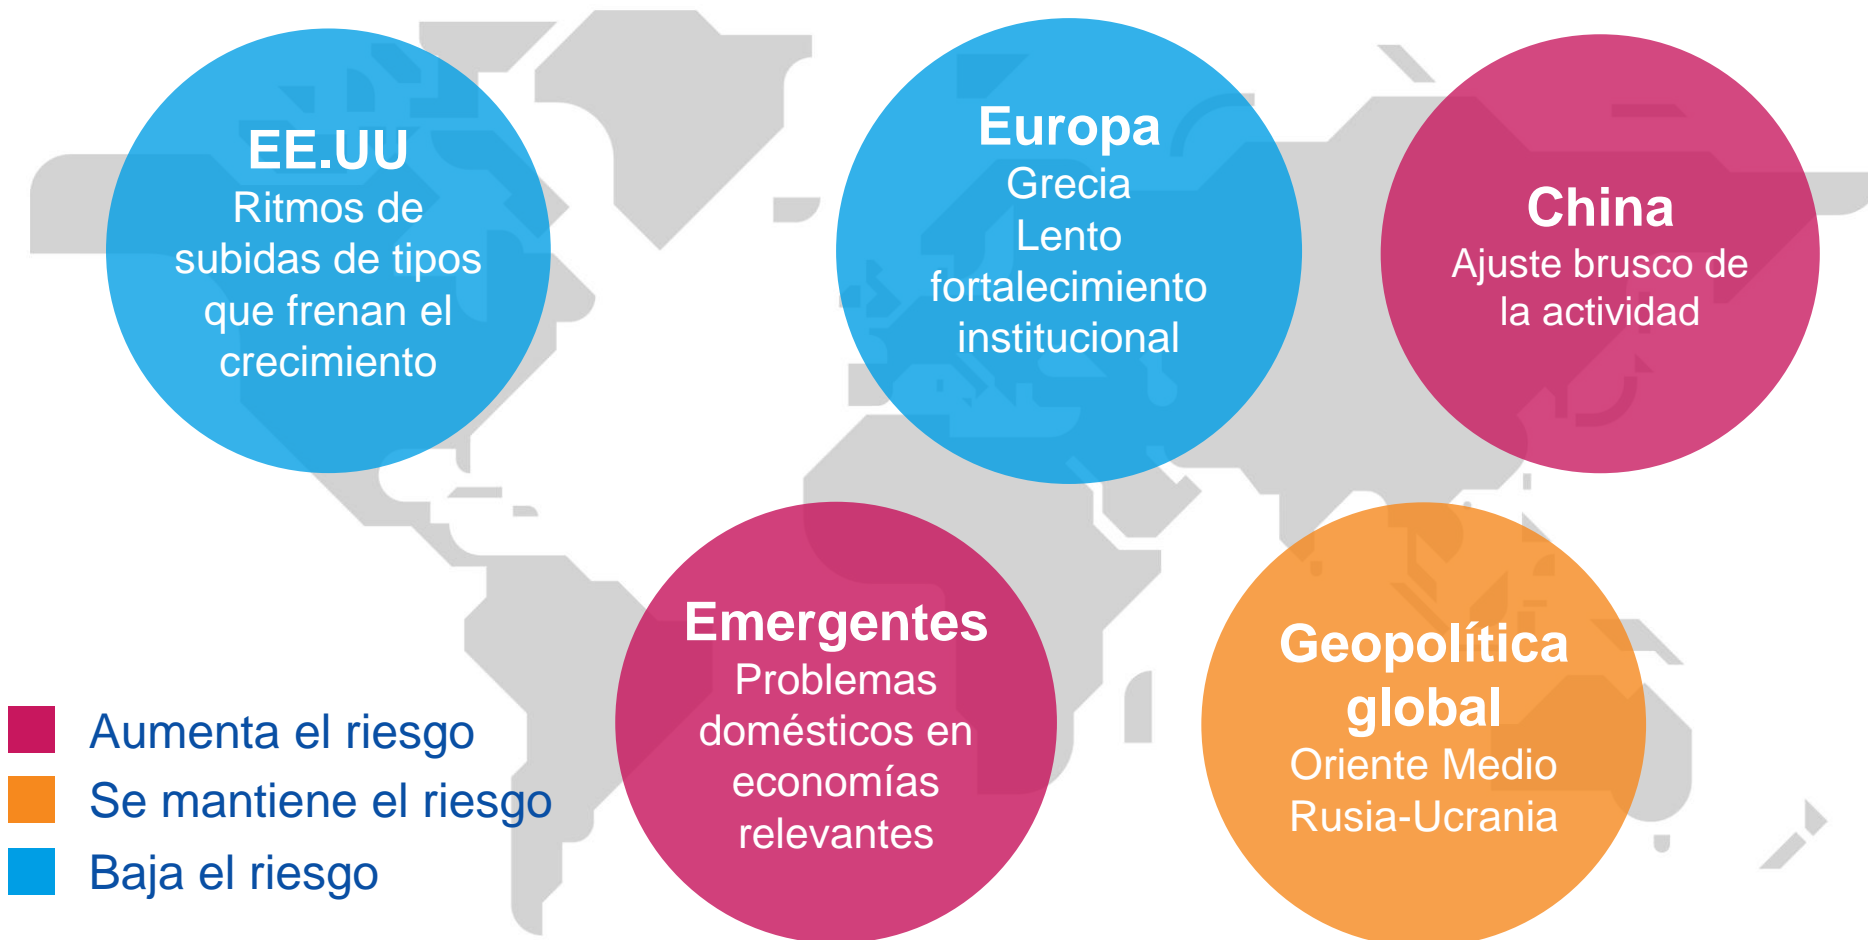 EE.UU
Ritmos de
subidas de tipos
que frenan el
crecimiento
Europa
Grecia
Lento
fortalecimiento
institucional
China
Ajuste brusco de
la actividad
Emergentes
Problemas
domésticos en
economías
relevantes
Geopolítica
global
Oriente Medio
Rusia-Ucrania
Aumenta el riesgo
Se mantiene el riesgo
Baja el riesgo